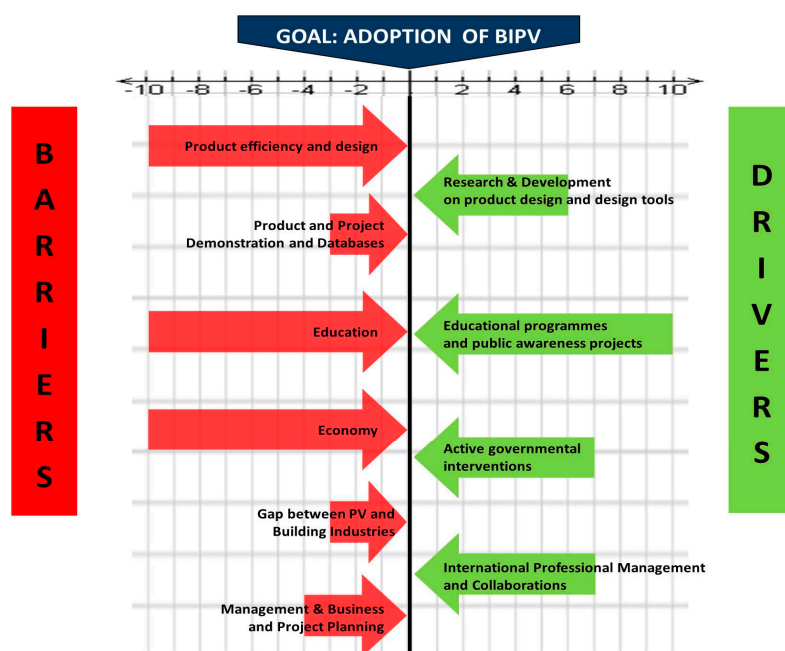 GOAL: ADOPTION OF BIPV
-10 -8 -6 -4 -2 0 2 4 6 8 10
BARRIERS
DRIVERS
Product efficiency and design
Research & Development
on product design and design tools
Product and Project
Demonstration and Databases
Education
Educational programmes
and public awareness projects
Economy
Active governmental
interventions
Gap between PV and
Building Industries
International Professional Management
and Collaborations
Management & Business
and Project Planning